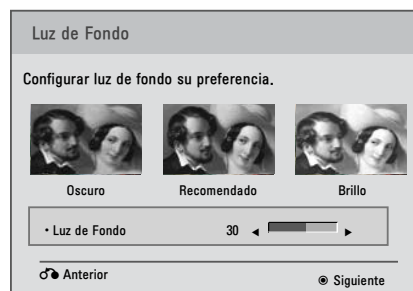 Luz de Fondo
Configurar luz de fondo su preferencia.
Oscuro Recomendado Brillo
• Luz de Fondo 30 ◄ ►
Anterior
◉ Siguiente